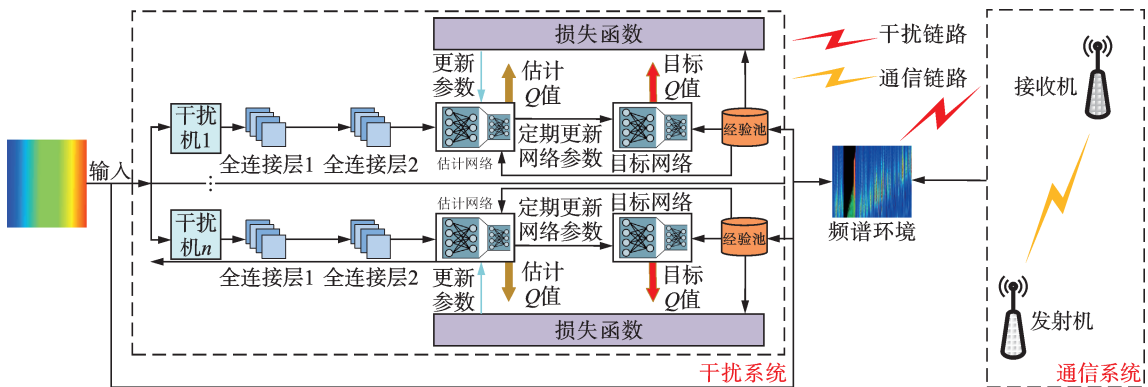 损失函数
更新
参数
估计
Q值
目标
Q值
干扰
机1
全连接层1
全连接层2
估计网络
定期更新
网络参数
目标网络
经验池
输入
干扰
机n
全连接层1
全连接层2
估计网络
定期更新
网络参数
目标网络
经验池
更新
参数
估计
Q值
目标
Q值
损失函数
干扰系统
干扰链路
通信链路
频谱环境
接收机
发射机
通信系统